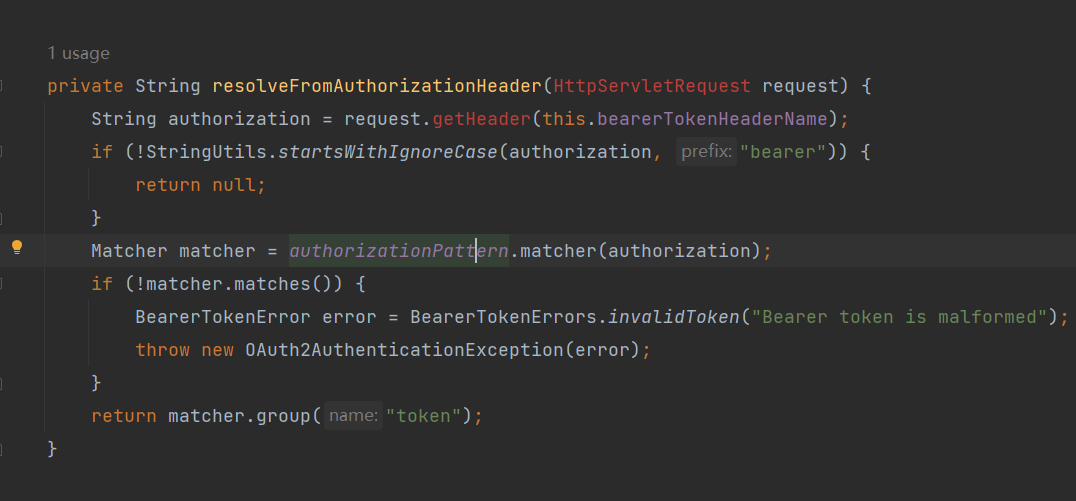 1 usage
private String resolveFromAuthorizationHeader(HttpServletRequest request) {
String authorization = request.getHeader(this.bearerTokenHeaderName);
if (!StringUtils.startsWithIgnoreCase(authorization, prefix: "bearer")) {
return null;
}
Matcher matcher = authorizationPattern.matcher(authorization);
if (!matcher.matches()) {
BearerTokenError error = BearerTokenErrors.invalidToken("Bearer token is malformed");
throw new OAuth2AuthenticationException(error);
}
return matcher.group( name: "token");
}